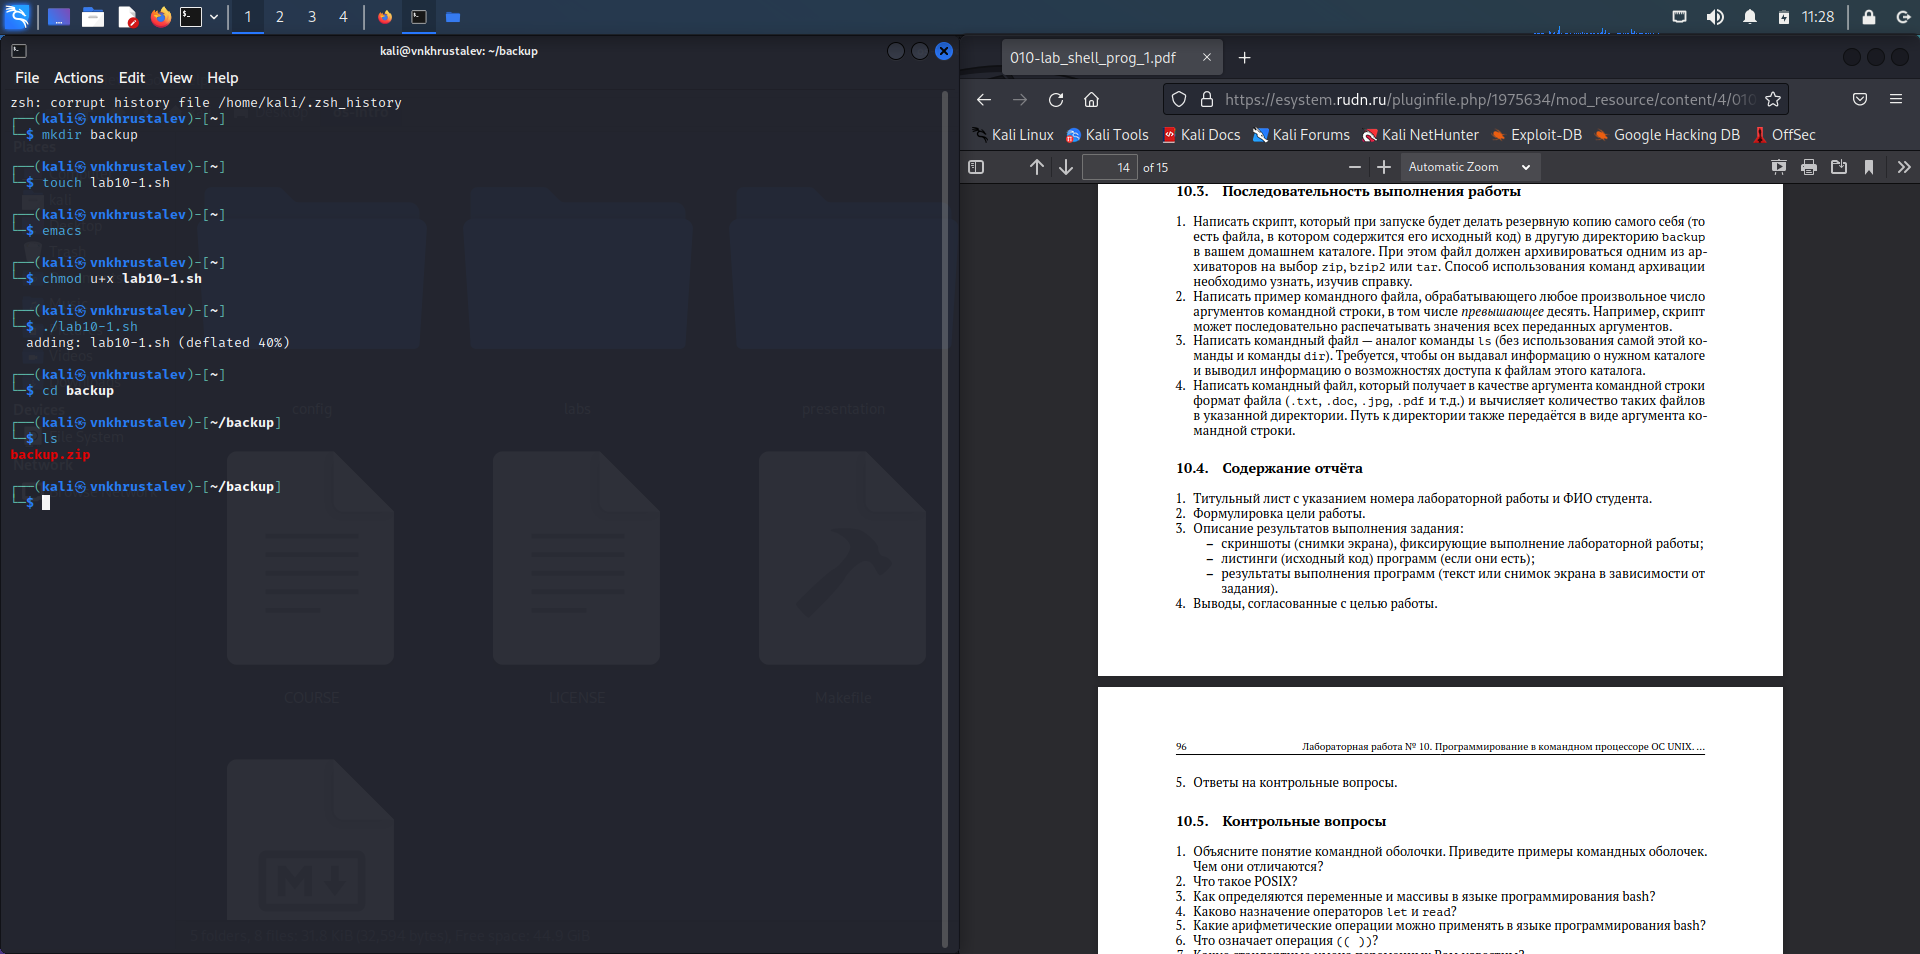 1 2 3 4
11:28
kali@vnkhrustalev: ~/backup
File Actions Edit View Help
zsh: corrupt history file /home/kali/.zsh_history
┌──(kali㉿vnkhrustalev)-[~]
└─$ mkdir backup
┌──(kali㉿vnkhrustalev)-[~]
└─$ touch lab10-1.sh
┌──(kali㉿vnkhrustalev)-[~]
└─$ emacs
┌──(kali㉿vnkhrustalev)-[~]
└─$ chmod u+x lab10-1.sh
┌──(kali㉿vnkhrustalev)-[~]
└─$ ./lab10-1.sh
adding: lab10-1.sh (deflated 40%)
┌──(kali㉿vnkhrustalev)-[~]
└─$ cd backup
┌──(kali㉿vnkhrustalev)-[~/backup]
└─$ ls
backup.zip
┌──(kali㉿vnkhrustalev)-[~/backup]
└─$
Places
Videos
Devices
Network
config labs presentation
COURSE LICENSE Makefile
010-lab_shell_prog_1.pdf
https://esystem.rudn.ru/pluginfile.php/1975634/mod_resource/content/4/010
Kali Linux Kali Tools Kali Docs Kali Forums Kali NetHunter Exploit-DB Google Hacking DB OffSec
14 of 15 Automatic Zoom
10.3. Последовательность выполнения работы
1. Написать скрипт, который при запуске будет делать резервную копию самого себя (то
есть файла, в котором содержится его исходный код) в другую директорию backup
в вашем домашнем каталоге. При этом файл должен архивироваться одним из ар-
хиваторов на выбор zip, bzip2 или tar. Способ использования команд архивации
необходимо узнать, изучив справку.
2. Написать пример командного файла, обрабатывающего любое произвольное число
аргументов командной строки, в том числе превышающее десять. Например, скрипт
может последовательно распечатывать значения всех переданных аргументов.
3. Написать командный файл — аналог команды ls (без использования самой этой ко-
манды и команды dir). Требуется, чтобы он выдавал информацию о нужном каталоге
и выводил информацию о возможностях доступа к файлам этого каталога.
4. Написать командный файл, который получает в качестве аргумента командной строки
формат файла (.txt, .doc, .jpg, .pdf и т.д.) и вычисляет количество таких файлов
в указанной директории. Путь к директории также передаётся в виде аргумента ко-
мандной строки.
10.4. Содержание отчёта
1. Титульный лист с указанием номера лабораторной работы и ФИО студента.
2. Формулировка цели работы.
3. Описание результатов выполнения задания:
– скриншоты (снимки экрана), фиксирующие выполнение лабораторной работы;
– листинги (исходный код) программ (если они есть);
– результаты выполнения программ (текст или снимок экрана в зависимости от
задания).
4. Выводы, согласованные с целью работы.
96 Лабораторная работа № 10. Программирование в командном процессоре ОС UNIX. ...
5. Ответы на контрольные вопросы.
10.5. Контрольные вопросы
1. Объясните понятие командной оболочки. Приведите примеры командных оболочек.
Чем они отличаются?
2. Что такое POSIX?
3. Как определяются переменные и массивы в языке программирования bash?
4. Каково назначение операторов let и read?
5. Какие арифметические операции можно применять в языке программирования bash?
6. Что означает операция (( ))?